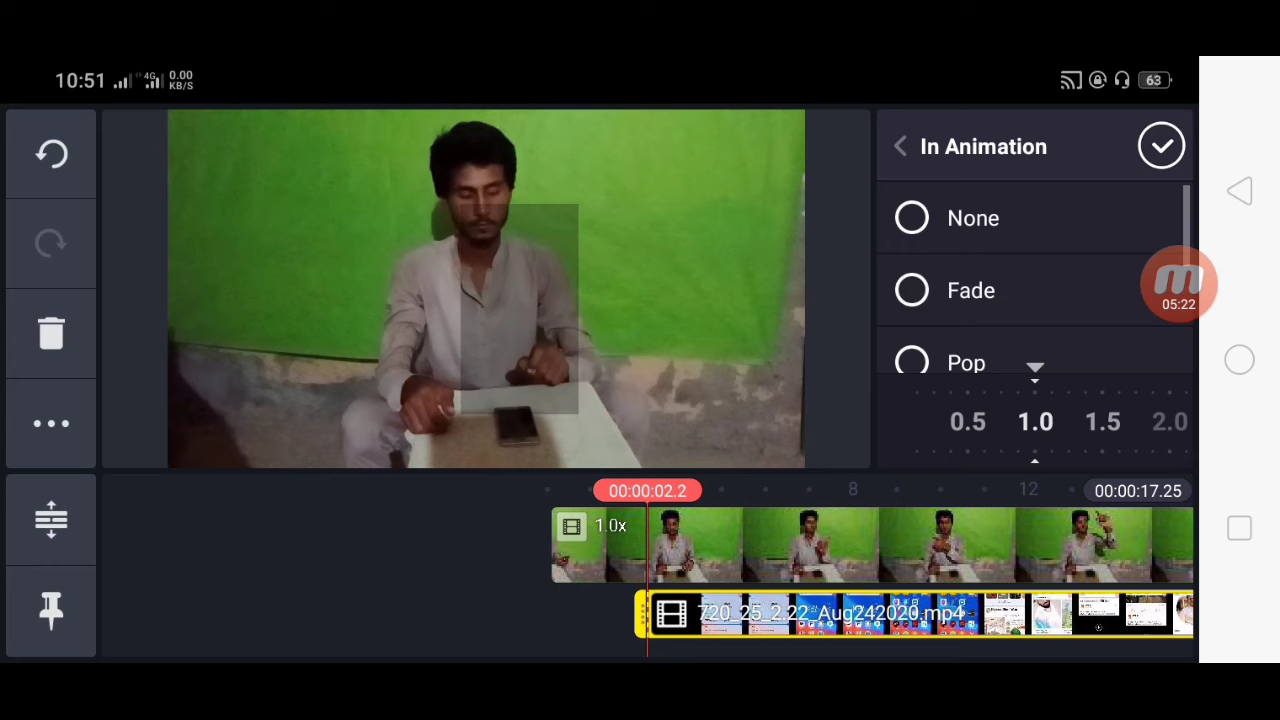 10:51 4G 0.00 KB/S 63
In Animation
None
Fade
05:22
Pop
0.5 1.0 1.5 2.0
00:00:02.2 8 12 00:00:17.25
1.0x
720_25_2.22_Aug242020.mp4